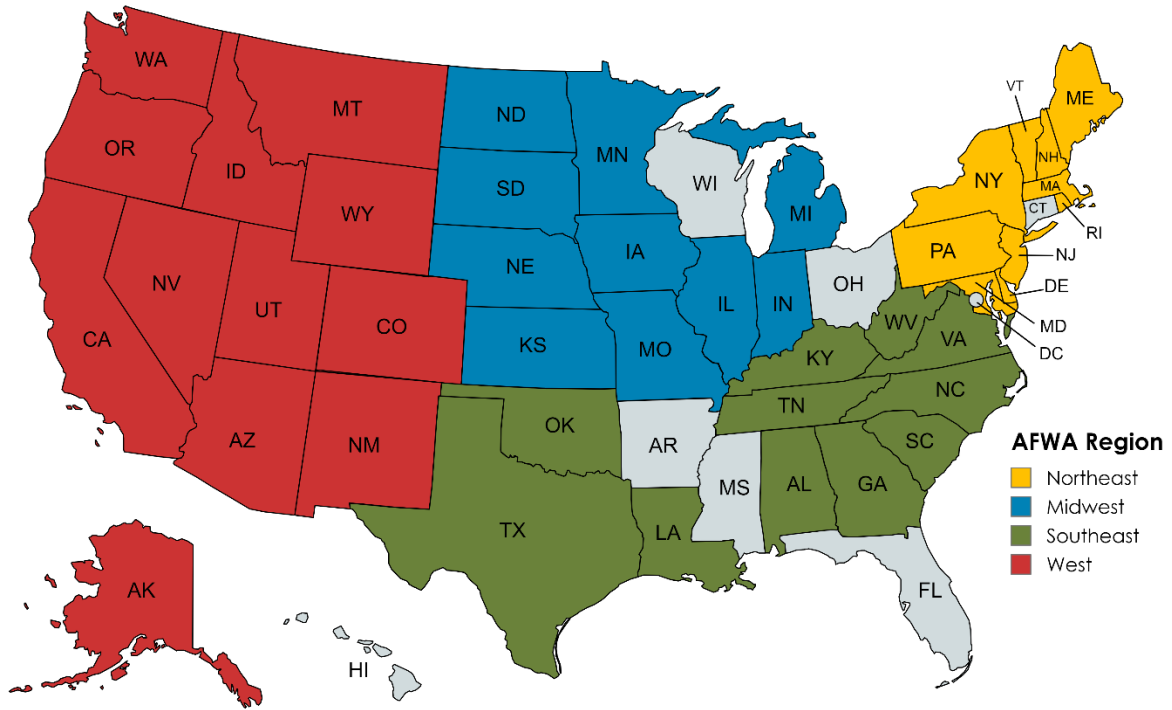 WA
MT
ND
MN
VT
ME
OR
ID
SD
WI
NH
NY
MA
WY
MI
CT
RI
PA
NJ
NE
IA
NV
OH
DE
UT
IL
IN
CA
CO
WV
MD
KS
MO
VA
DC
KY
NC
TN
AZ
NM
OK
AR
SC
AFWA Region
MS
AL
GA
Northeast
Midwest
TX
LA
Southeast
West
AK
FL
HI